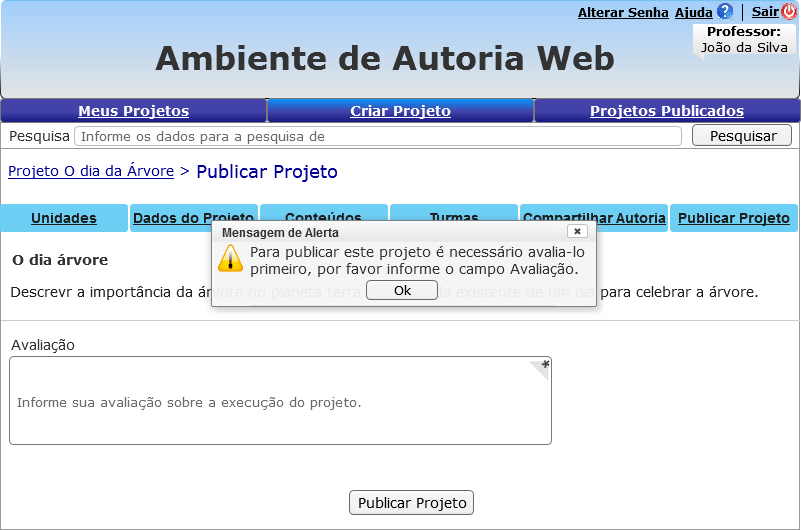 Alterar Senha Ajuda ? Sair
Professor:
João da Silva
Ambiente de Autoria Web
Meus Projetos Criar Projeto Projetos Publicados
Pesquisa Informe os dados para a pesquisa de Pesquisar
Projeto O dia da Árvore > Publicar Projeto
Unidades Dados do Projeto Conteúdos Turmas Compartilhar Autoria Publicar Projeto
Mensagem de Alerta
Para publicar este projeto é necessário avalia-lo
primeiro, por favor informe o campo Avaliação.
Ok
O dia árvore
Descrevr a importância da árvore no planeta terra da existente de um dia para celebrar a árvore.
Avaliação
*
Informe sua avaliação sobre a execução do projeto.
Publicar Projeto